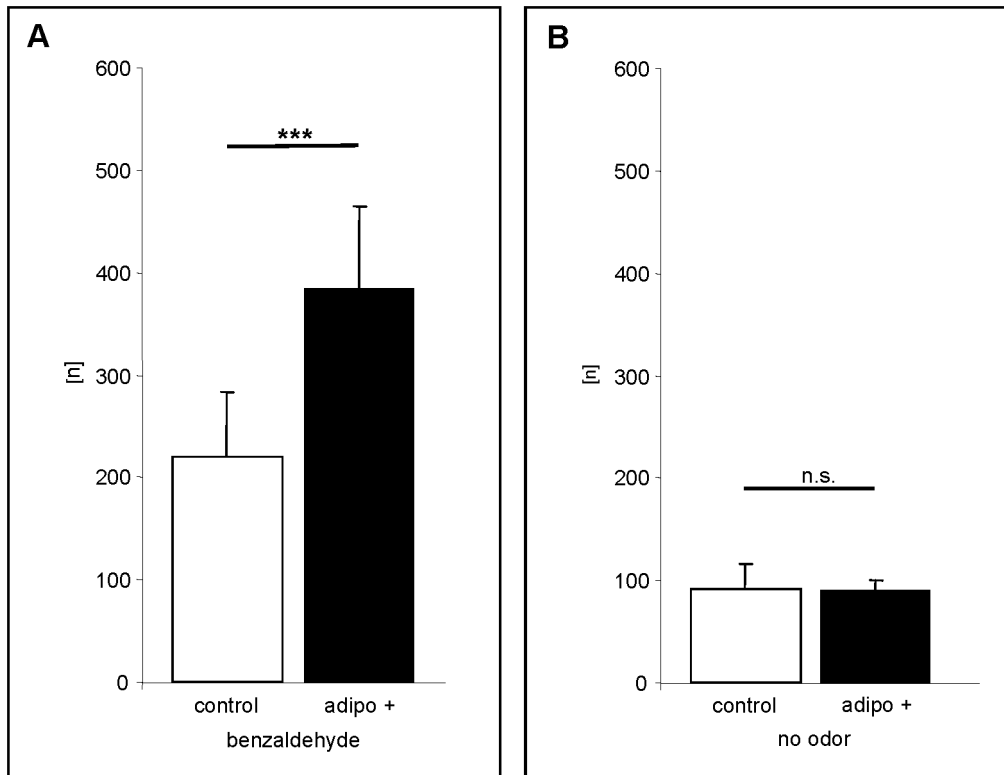 A
600
500
400
300
200
100
0
[n]
***
control adipo +
benzaldehyde
B
600
500
400
300
200
100
0
[n]
n.s.
control adipo +
no odor